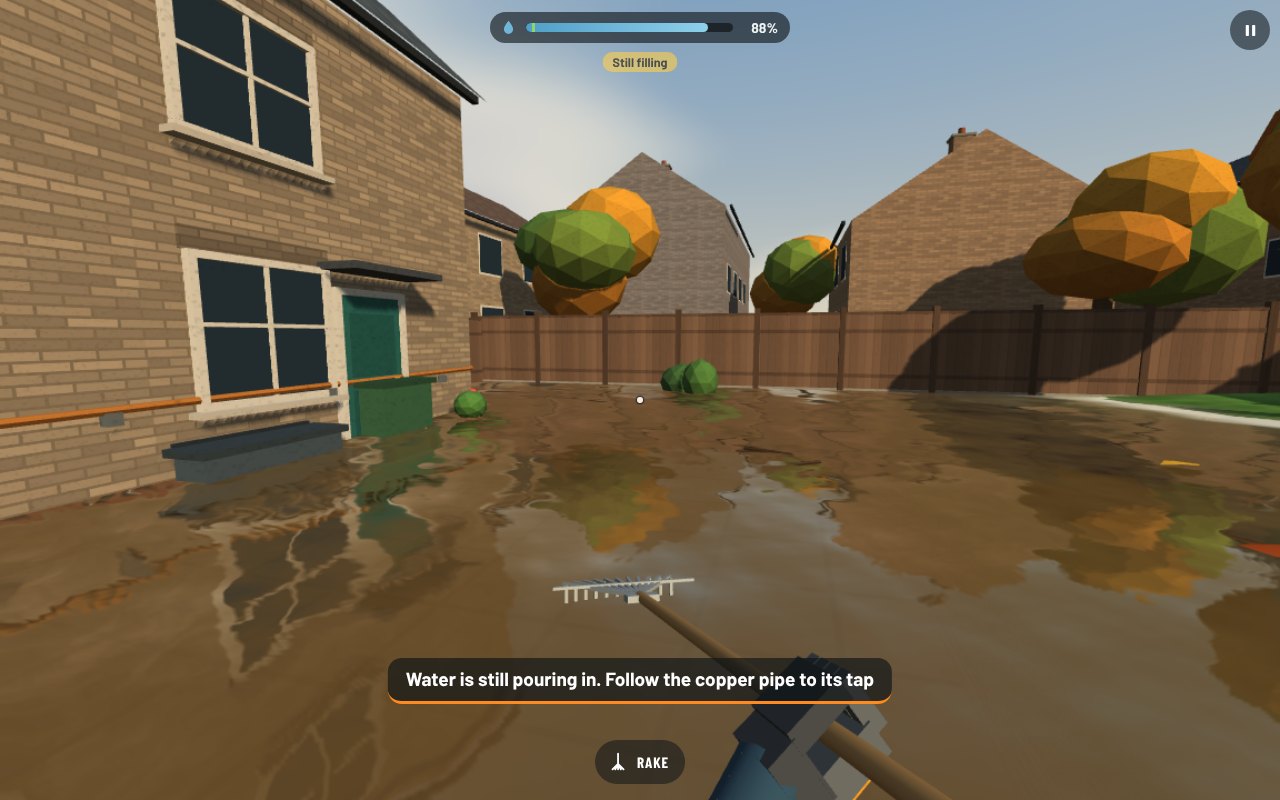 88%
Still filling
Water is still pouring in. Follow the copper pipe to its tap
RAKE